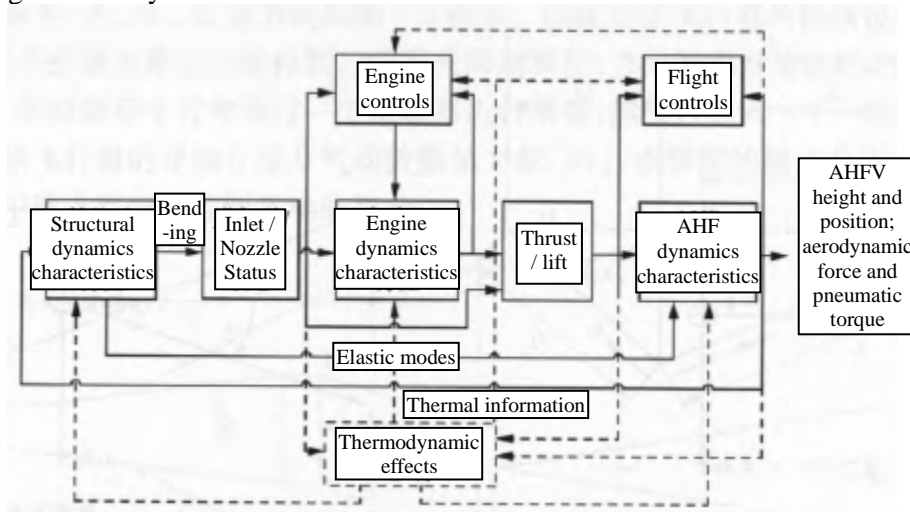 Engine
controls
Flight
controls
AHFV
height and
position;
aerodynamic
force and
pneumatic
torque
Structural
dynamics
characteristics
Bend
-ing
Inlet /
Nozzle
Status
Engine
dynamics
characteristics
Thrust
/ lift
AHF
dynamics
characteristics
Elastic modes
Thermal information
Thermodynamic
effects